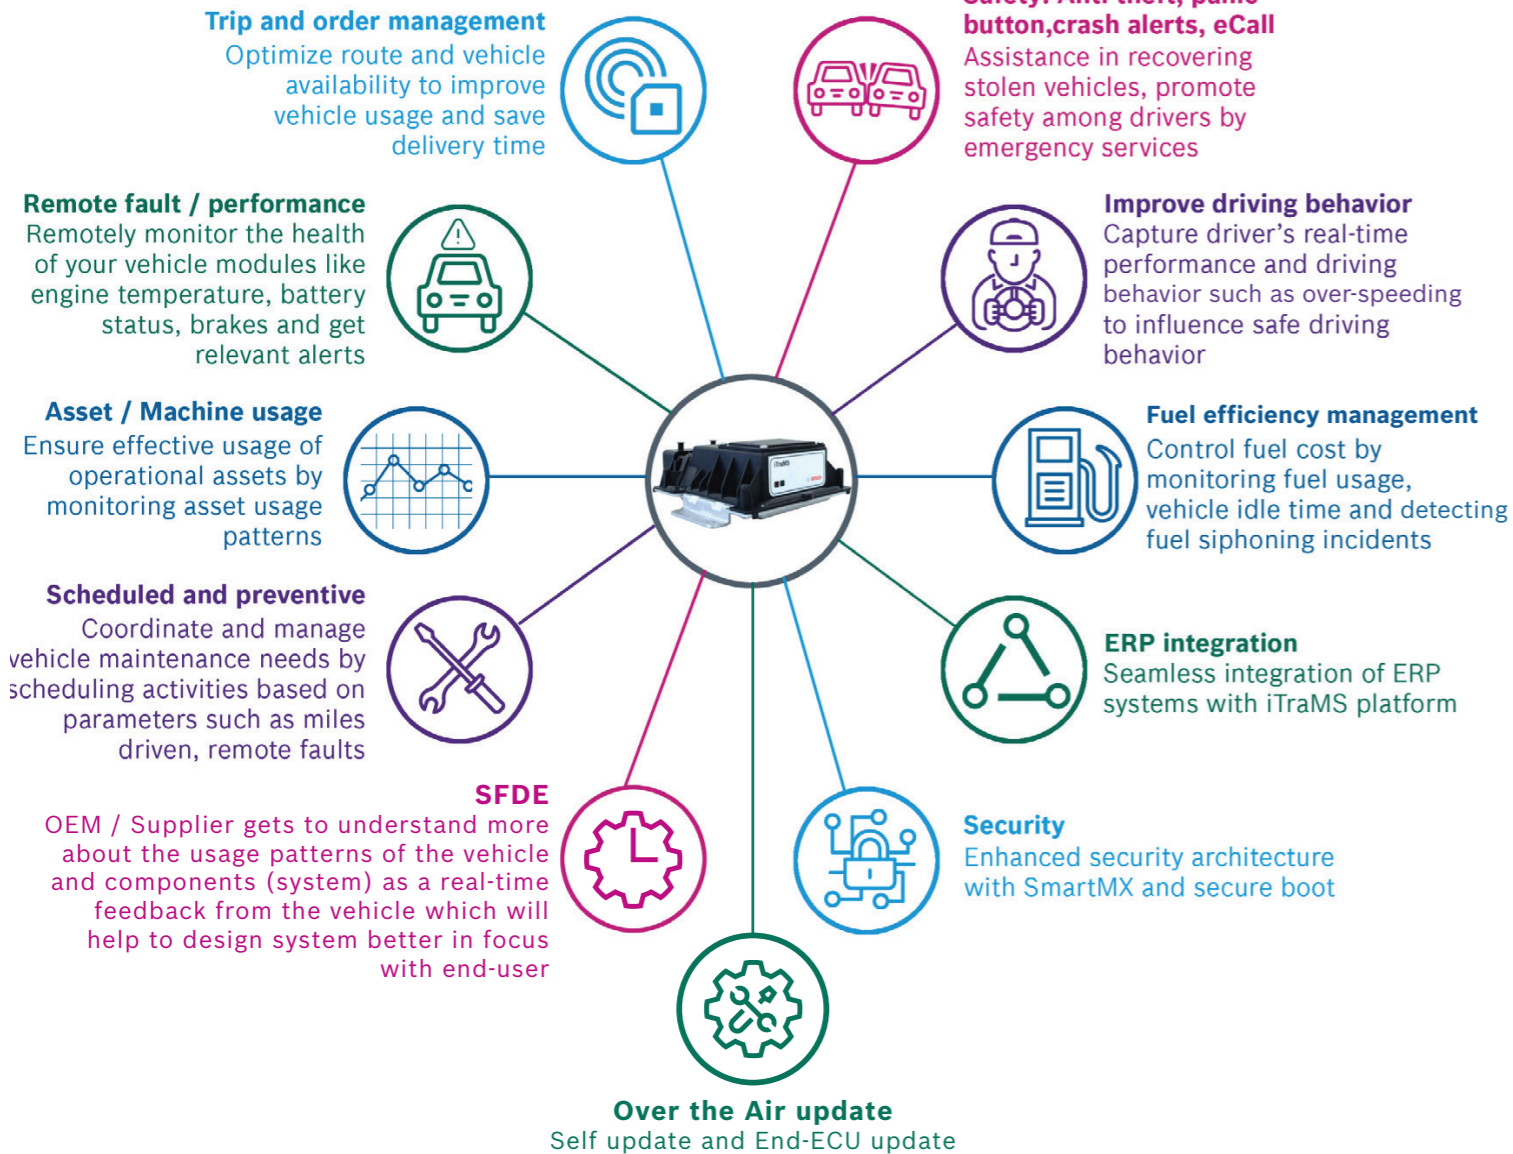 Trip and order management
Optimize route and vehicle
availability to improve
vehicle usage and save
delivery time
Safety: Anti-theft, panic
button,crash alerts, eCall
Assistance in recovering
stolen vehicles, promote
safety among drivers by
emergency services
Remote fault / performance
Remotely monitor the health
of your vehicle modules like
engine temperature, battery
status, brakes and get
relevant alerts
Improve driving behavior
Capture driver's real-time
performance and driving
behavior such as over-speeding
to influence safe driving
behavior
Asset / Machine usage
Ensure effective usage of
operational assets by
monitoring asset usage
patterns
iTraMS
BOSCH
Fuel efficiency management
Control fuel cost by
monitoring fuel usage,
vehicle idle time and detecting
fuel siphoning incidents
Scheduled and preventive
Coordinate and manage
vehicle maintenance needs by
scheduling activities based on
parameters such as miles
driven, remote faults
ERP integration
Seamless integration of ERP
systems with iTraMS platform
SFDE
OEM / Supplier gets to understand more
about the usage patterns of the vehicle
and components (system) as a real-time
feedback from the vehicle which will
help to design system better in focus
with end-user
Security
Enhanced security architecture
with SmartMX and secure boot
Over the Air update
Self update and End-ECU update